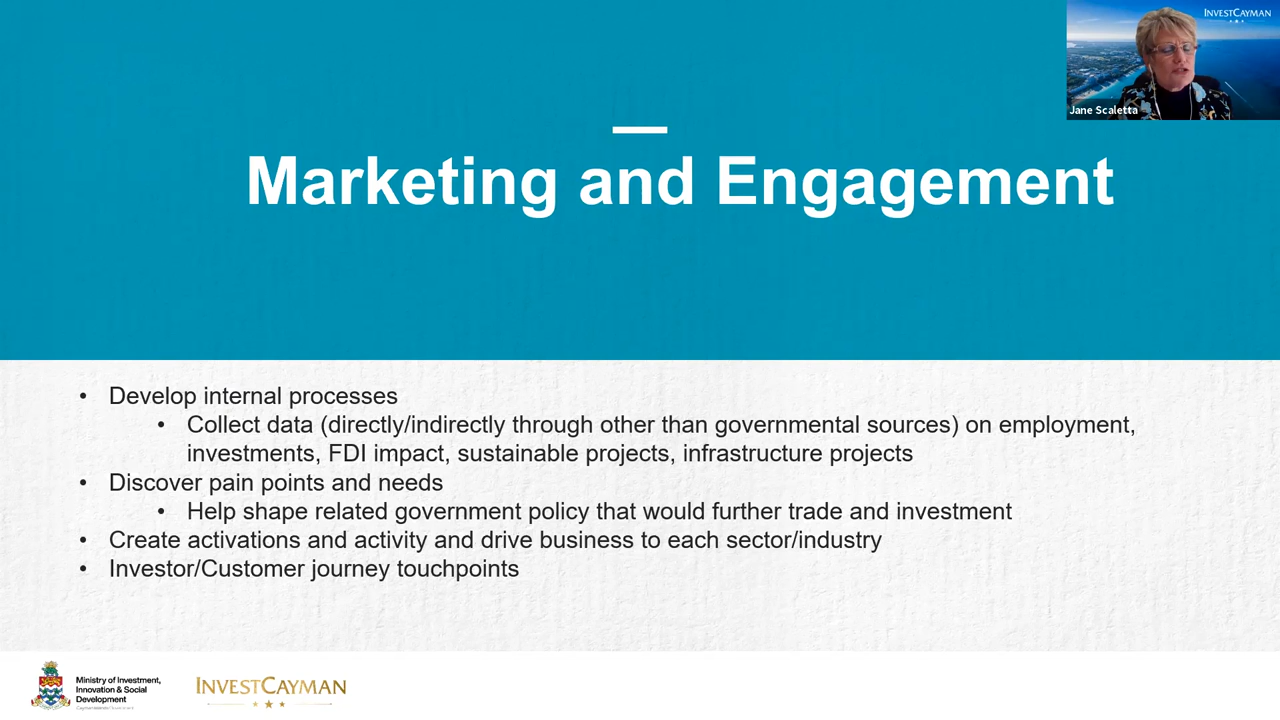 INVESTCAYMAN
Jane Scaletta
Marketing and Engagement
• Develop internal processes
• Collect data (directly/indirectly through other than governmental sources) on employment,
investments, FDI impact, sustainable projects, infrastructure projects
• Discover pain points and needs
• Help shape related government policy that would further trade and investment
• Create activations and activity and drive business to each sector/industry
• Investor/Customer journey touchpoints
Ministry of Investment,
Innovation & Social
Development
INVESTCAYMAN